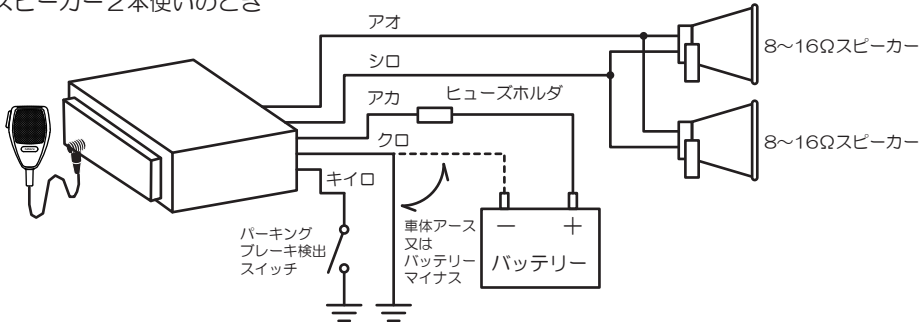 スピーカー2本使いのとき
アオ
8～16Ωスピーカー
シロ
アカ
ヒューズホルダ
クロ
8～16Ωスピーカー
キイロ
パーキング
ブレーキ検出
スイッチ
車体アース
又は
バッテリー
マイナス
－ ＋
バッテリー